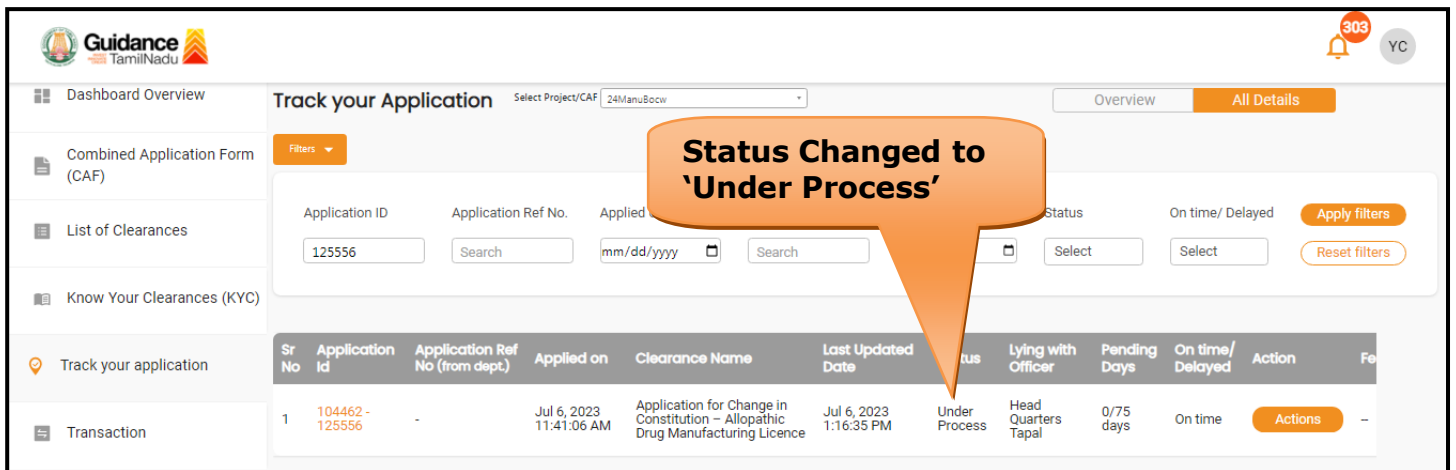 Guidance
TamilNadu
303
YC
Dashboard Overview
Combined Application Form
(CAF)
List of Clearances
Know Your Clearances (KYC)
Track your application
Transaction
Track your Application
Select Project/CAF
24ManuBocw
Overview
All Details
Filters
Status Changed to
‘Under Process’
Application ID
Application Ref No.
Applied
Status
On time/ Delayed
Apply filters
125556
Search
mm/dd/yyyy
Search
Select
Select
Reset filters
Sr No
Application Id
Application Ref No (from dept.)
Applied on
Clearance Name
Last Updated Date
Lying with Officer
Pending Days
On time/ Delayed
Action
1
104462 -
125556
-
Jul 6, 2023
11:41:06 AM
Application for Change in
Constitution – Allopathic
Drug Manufacturing Licence
Jul 6, 2023
1:16:35 PM
Under
Process
Head
Quarters
Tapal
0/75
days
On time
Actions
--